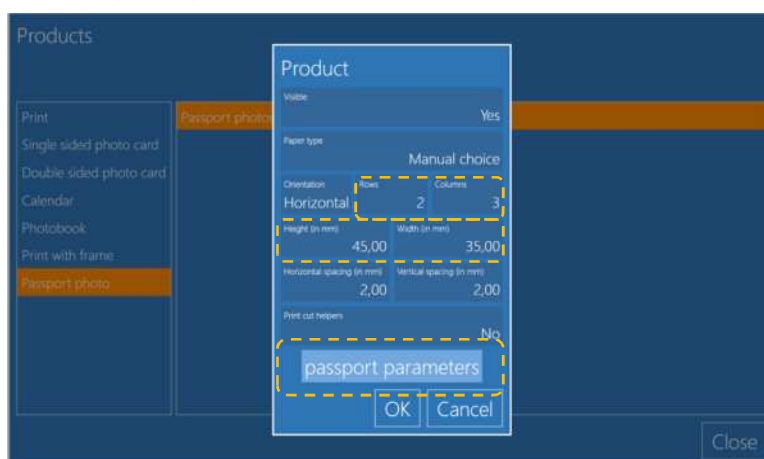 Products
Product
Visible
Yes
Paper type
Manual choice
Orientation Rows Columns
Horizontal 2 3
Height (in mm) Width (in mm)
45,00 35,00
Horizontal spacing (in mm) Vertical spacing (in mm)
2,00 2,00
Print cut helpers
No
passport parameters
OK Cancel
Print
Single sided photo card
Double sided photo card
Calendar
Photobook
Print with frame
Passport photo
Passport photo
Close